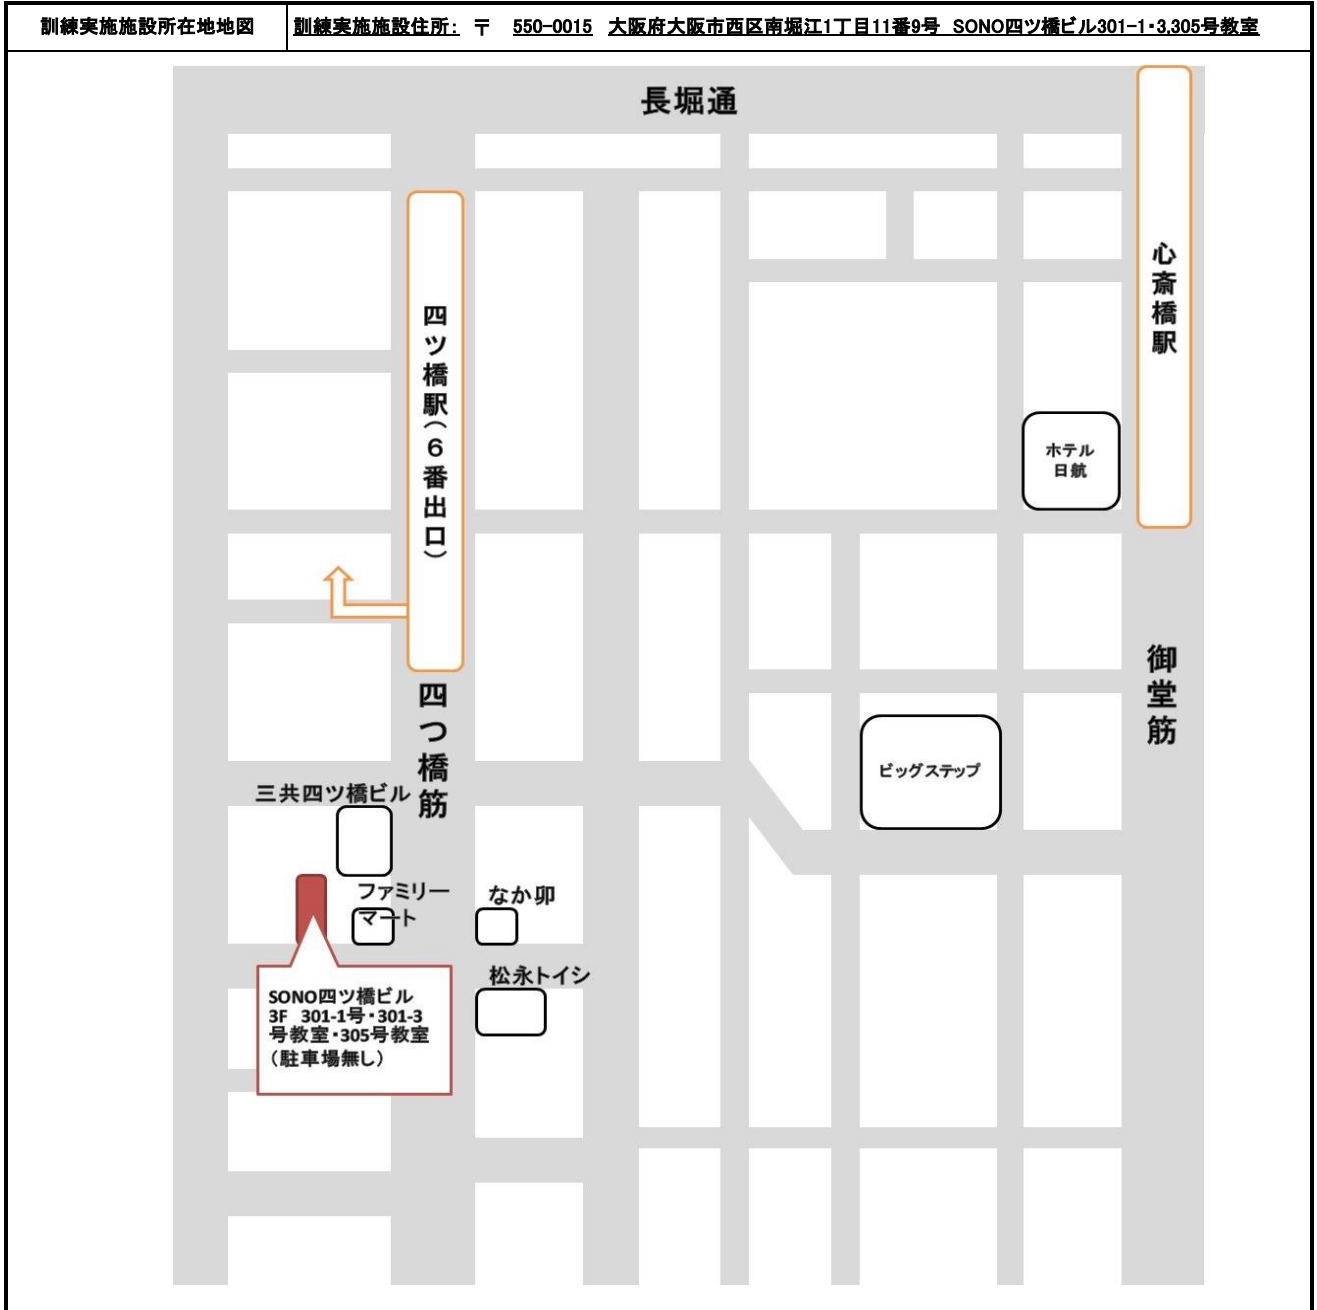 訓練実施施設所在地地図
訓練実施施設住所： 〒 550-0015 大阪府大阪市西区南堀江1丁目11番9号 SONO四ツ橋ビル301-1・3,305号教室
長堀通
心斎橋駅
四ツ橋駅（６番出口）
ホテル
日航
御堂筋
四つ橋筋
ビッグステップ
三共四ツ橋ビル
ファミリー
マート
なか卯
松永トイシ
SONO四ツ橋ビル
3F 301-1号・301-3
号教室・305号教室
（駐車場無し）